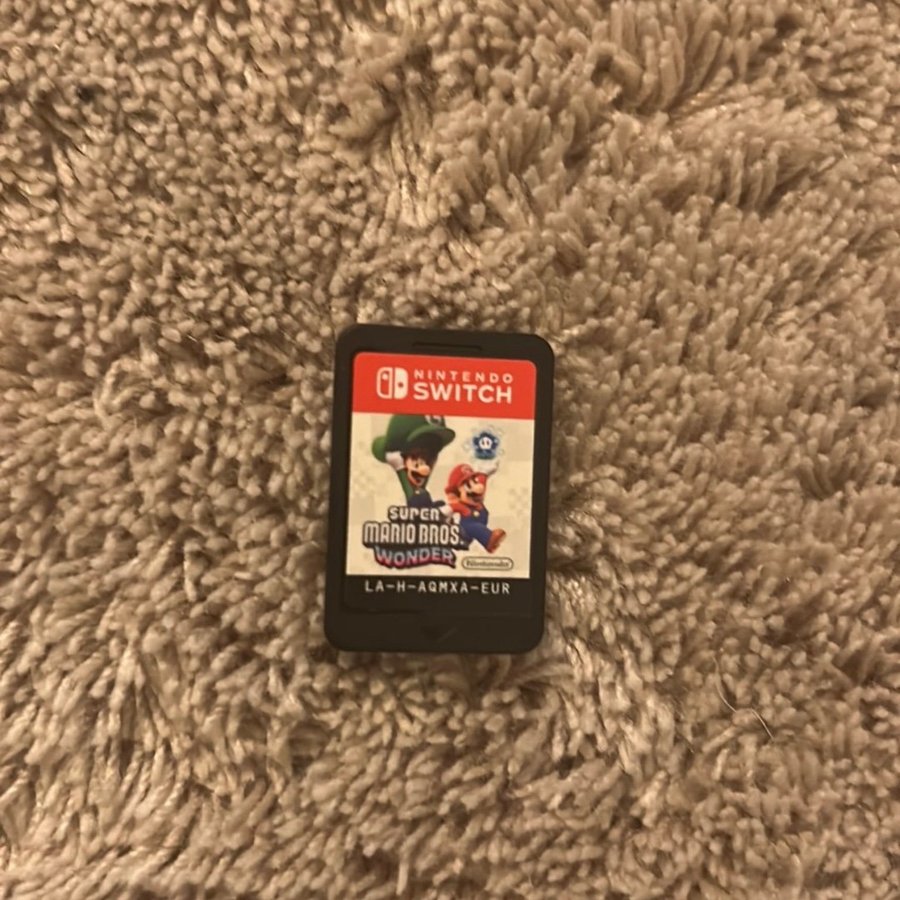 NINTENDO
SWITCH
SUPER
MARIO BROS.
WONDER
Nintendo
LA-H-AQMXA-EUR